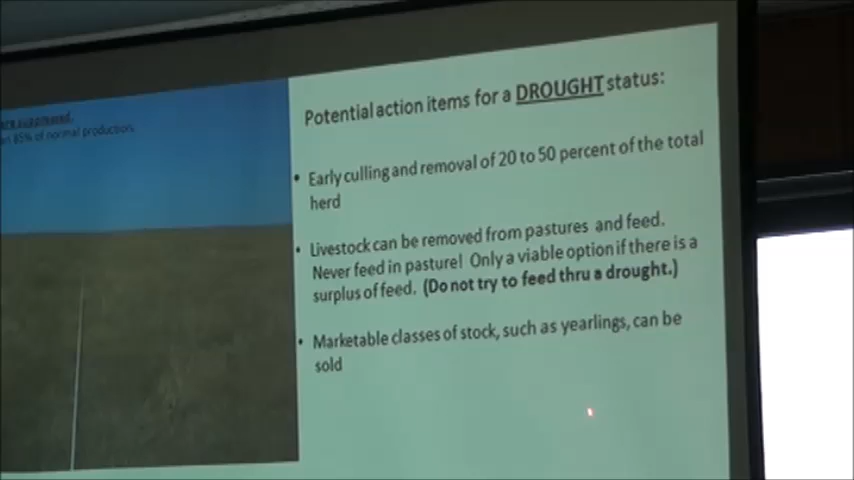 of normal production.
Potential action items for a DROUGHT status:
• Early culling and removal of 20 to 50 percent of the total
herd
• Livestock can be removed from pastures and feed.
Never feed in pasture! Only a viable option if there is a
surplus of feed. (Do not try to feed thru a drought.)
• Marketable classes of stock, such as yearlings, can be
sold